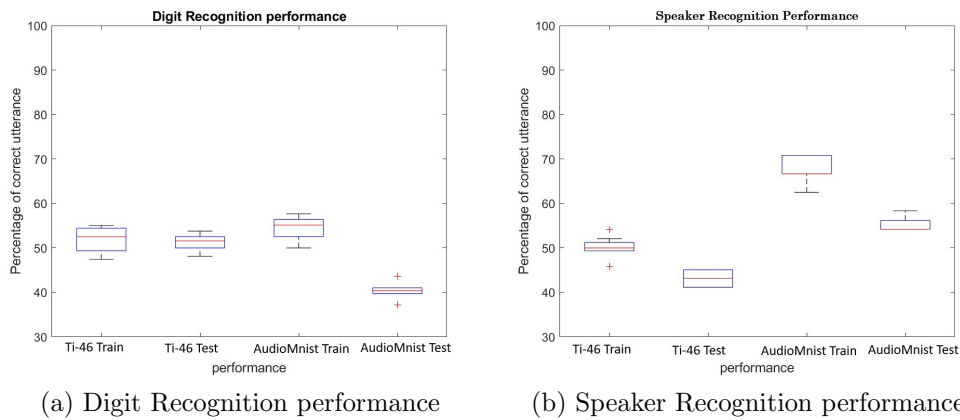 Digit Recognition performance
100
90
80
70
60
50
40
30
Percentage of correct utterance
Ti-46 Train
Ti-46 Test
AudioMnist Train
AudioMnist Test
performance
(a) Digit Recognition performance
Speaker Recognition Performance
100
90
80
70
60
50
40
30
Percentage of correct utterance
Ti-46 Train
Ti-46 Test
AudioMnist Train
AudioMnist Test
performance
(b) Speaker Recognition performance